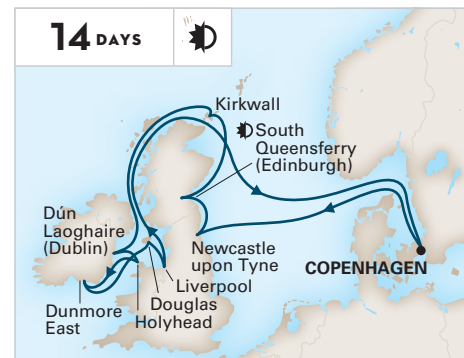 14 DAYS
Kirkwall
South
Queensferry
(Edinburgh)
Dún
Laoghaire
(Dublin)
Newcastle
upon Tyne
COPENHAGEN
Liverpool
Douglas
Dunmore
East
Holyhead